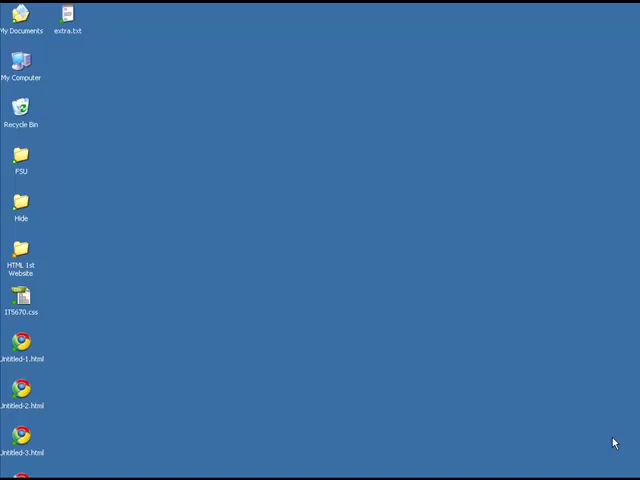 My Documents
extra.txt
My Computer
Recycle Bin
FSU
Hide
HTML 1st
Website
IT5670.css
Untitled-1.html
Untitled-2.html
Untitled-3.html